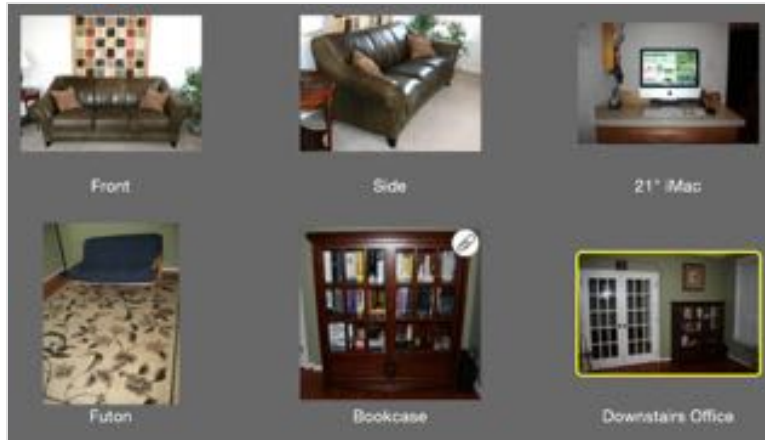 Front
Side
21" iMac
Futon
Bookcase
Downstairs Office